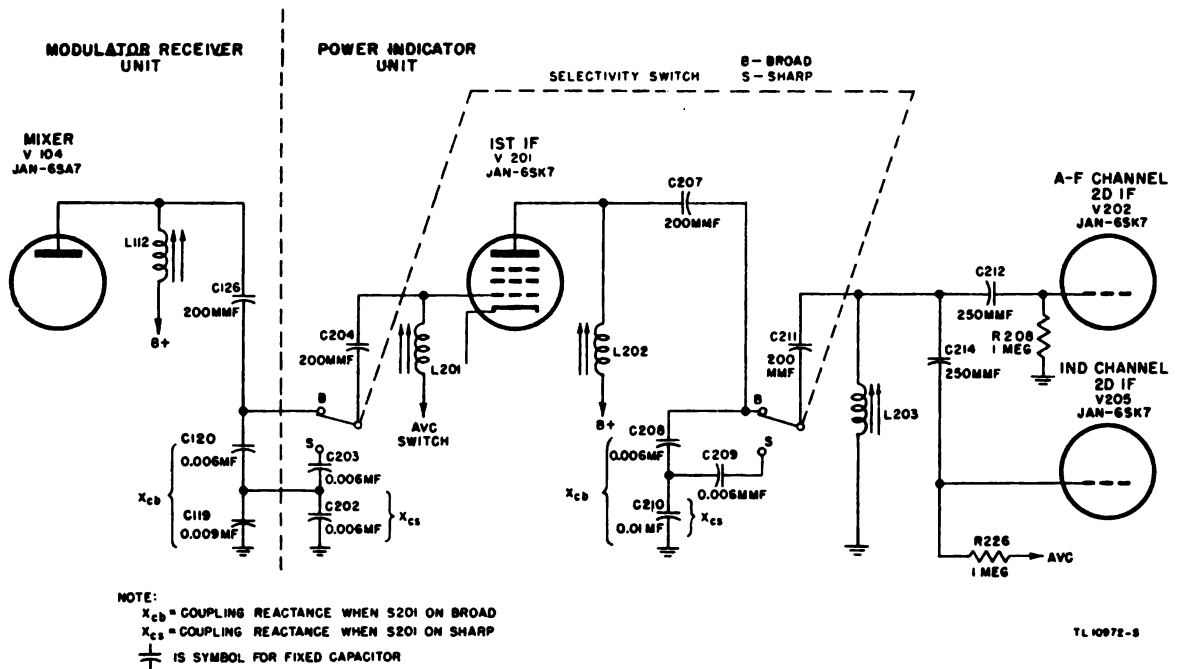 MODULATOR RECEIVER
UNIT
POWER INDICATOR
UNIT
SELECTIVITY SWITCH
B-BROAD
S-SHARP
MIXER
V 104
JAN-6SA7
1ST IF
V 201
JAN-6SK7
C207
200MMF
A-F CHANNEL
2D IF
V202
JAN-6SK7
L112
B+
C126
200MMF
C204
200MMF
L201
AVC
SWITCH
L202
B+
C211
200
MMF
C212
250MMF
R208
1 MEG
C214
250MMF
L203
IND CHANNEL
2D IF
V205
JAN-6SK7
B
S
C120
0.006MF
C203
0.006MF
Xcb
C119
0.009MF
C202
0.006MF
Xcs
B
S
C208
0.006MF
C209
0.006MMF
Xcb
C210
0.01MF
Xcs
R226
1 MEG
AVC
NOTE:
Xcb = COUPLING REACTANCE WHEN S201 ON BROAD
Xcs = COUPLING REACTANCE WHEN S201 ON SHARP
IS SYMBOL FOR FIXED CAPACITOR
TL 10972-S